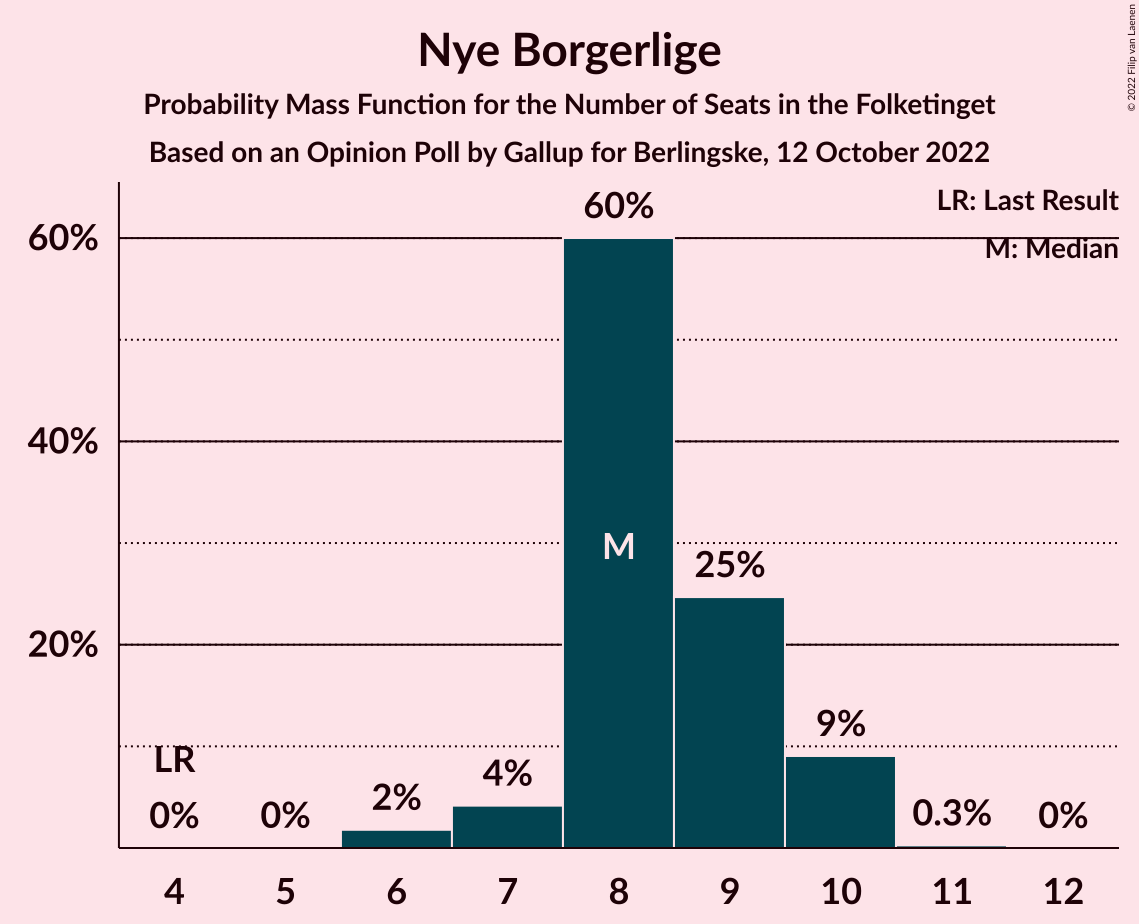 Nye Borgerlige
Probability Mass Function for the Number of Seats in the Folketinget
Based on an Opinion Poll by Gallup for Berlingske, 12 October 2022
© 2022 Filip van Laenen
LR: Last Result
M: Median
60%
40%
20%
LR
0%
0%
2%
4%
60%
M
25%
9%
0.3%
0%
4 5 6 7 8 9 10 11 12